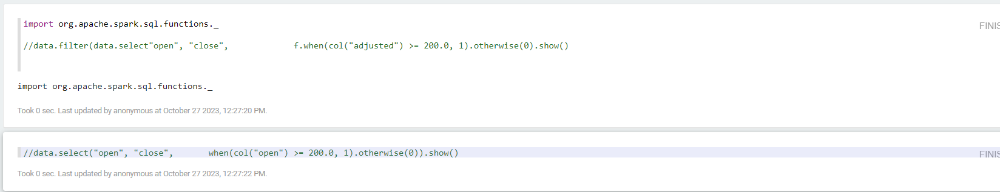 import org.apache.spark.sql.functions._
FINIS
//data.filter(data.select"open", "close", f.when(col("adjusted") >= 200.0, 1).otherwise(0).show()
import org.apache.spark.sql.functions._
Took 0 sec. Last updated by anonymous at October 27 2023, 12:27:20 PM.
//data.select("open", "close", when(col("open") >= 200.0, 1).otherwise(0)).show()
FINIS
Took 0 sec. Last updated by anonymous at October 27 2023, 12:27:22 PM.